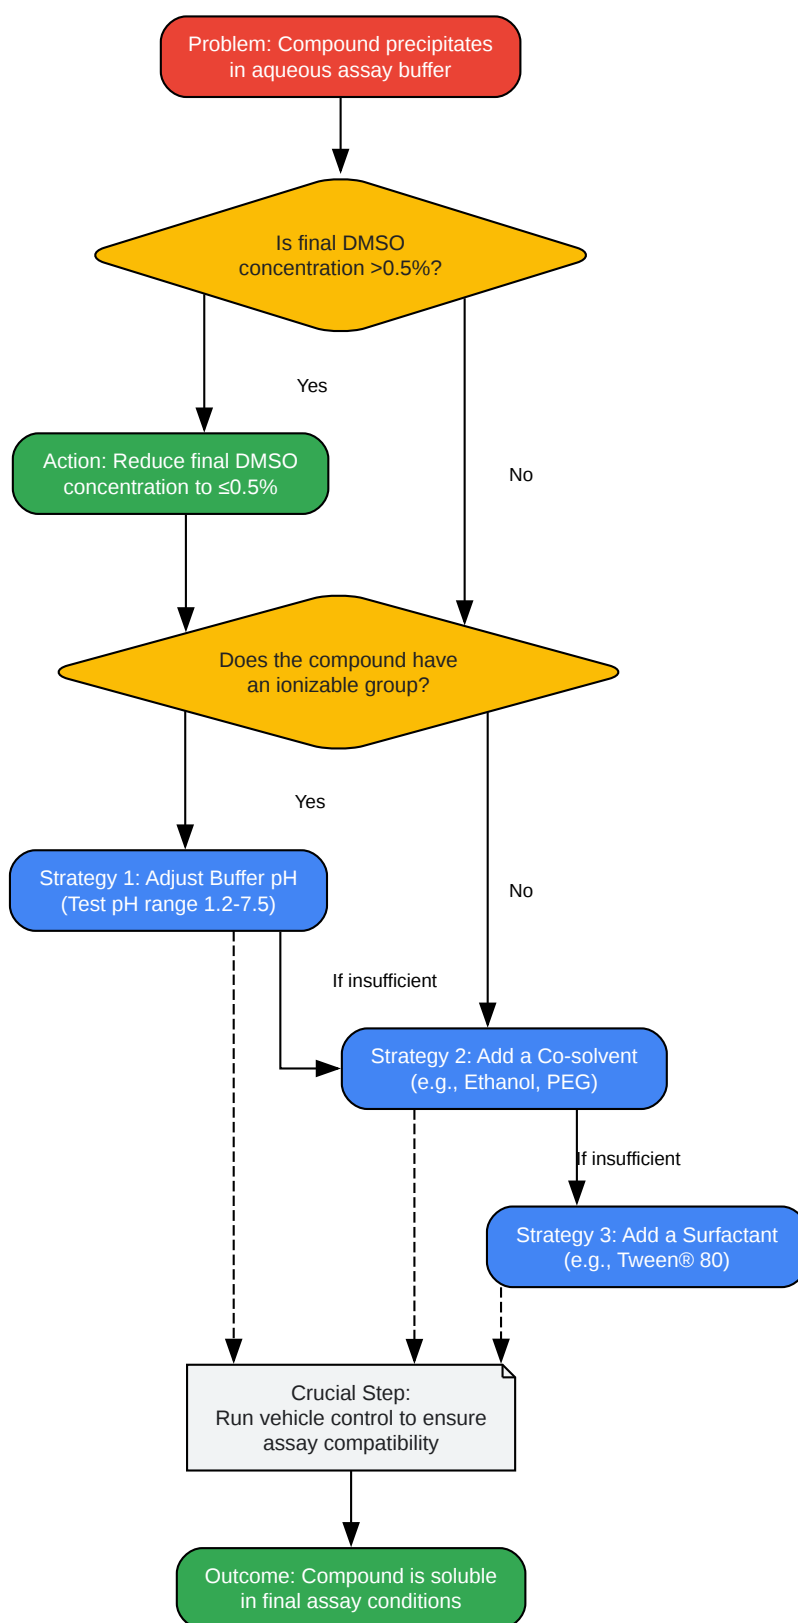 Problem: Compound precipitates
in aqueous assay buffer
Is final DMSO
concentration >0.5%?
Yes
Action: Reduce final DMSO
concentration to ≤0.5%
No
Does the compound have
an ionizable group?
Yes
Strategy 1: Adjust Buffer pH
(Test pH range 1.2-7.5)
No
If insufficient
Strategy 2: Add a Co-solvent
(e.g., Ethanol, PEG)
If insufficient
Strategy 3: Add a Surfactant
(e.g., Tween® 80)
Crucial Step:
Run vehicle control to ensure
assay compatibility
Outcome: Compound is soluble
in final assay conditions